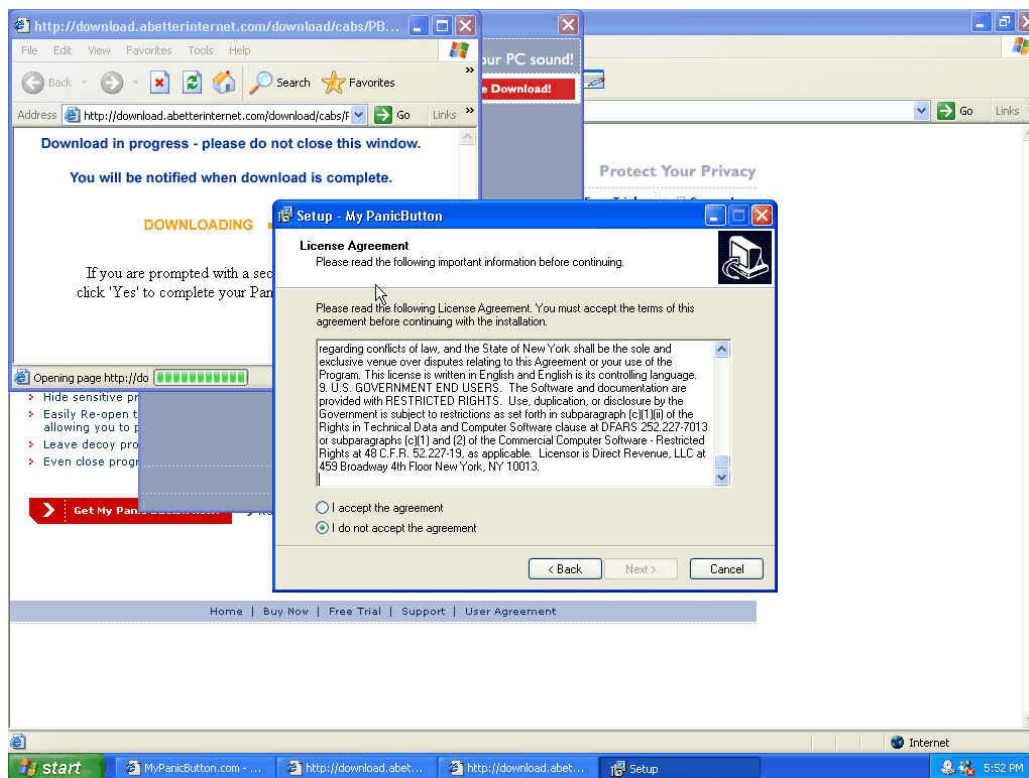 http://download.abetterinternet.com/download/cabs/PB...
File Edit View Favorites Tools Help
Back Search Favorites
Address http://download.abetterinternet.com/download/cabs/F Go Links
Download in progress - please do not close this window.
You will be notified when download is complete.
DOWNLOADING
If you are prompted with a sec
click 'Yes' to complete your Pan
Opening page http://do
our PC sound!
e Download!
Go Links
Protect Your Privacy
Setup - My PanicButton
License Agreement
Please read the following important information before continuing.
Please read the following License Agreement. You must accept the terms of this
agreement before continuing with the installation.
regarding conflicts of law, and the State of New York shall be the sole and
exclusive venue over disputes relating to this Agreement or your use of the
Program. This license is written in English and English is its controlling language.
9. U.S. GOVERNMENT END USERS. The Software and documentation are
provided with RESTRICTED RIGHTS. Use, duplication, or disclosure by the
Government is subject to restrictions as set forth in subparagraph (c)(1)(ii) of the
Rights in Technical Data and Computer Software clause at DFARS 252.227-7013
or subparagraphs (c)(1) and (2) of the Commercial Computer Software - Restricted
Rights at 48 C.F.R. 52.227-19, as applicable. Licensor is Direct Revenue, LLC at
459 Broadway 4th Floor New York, NY 10013.
I accept the agreement
I do not accept the agreement
< Back Next > Cancel
Hide sensitive pr
Easily Re-open t
allowing you to p
Leave decoy pro
Even close progr
Get My Pan
Home | Buy Now | Free Trial | Support | User Agreement
Internet
start MyPanicButton.com - ... http://download.abet... http://download.abet... Setup 5:52 PM